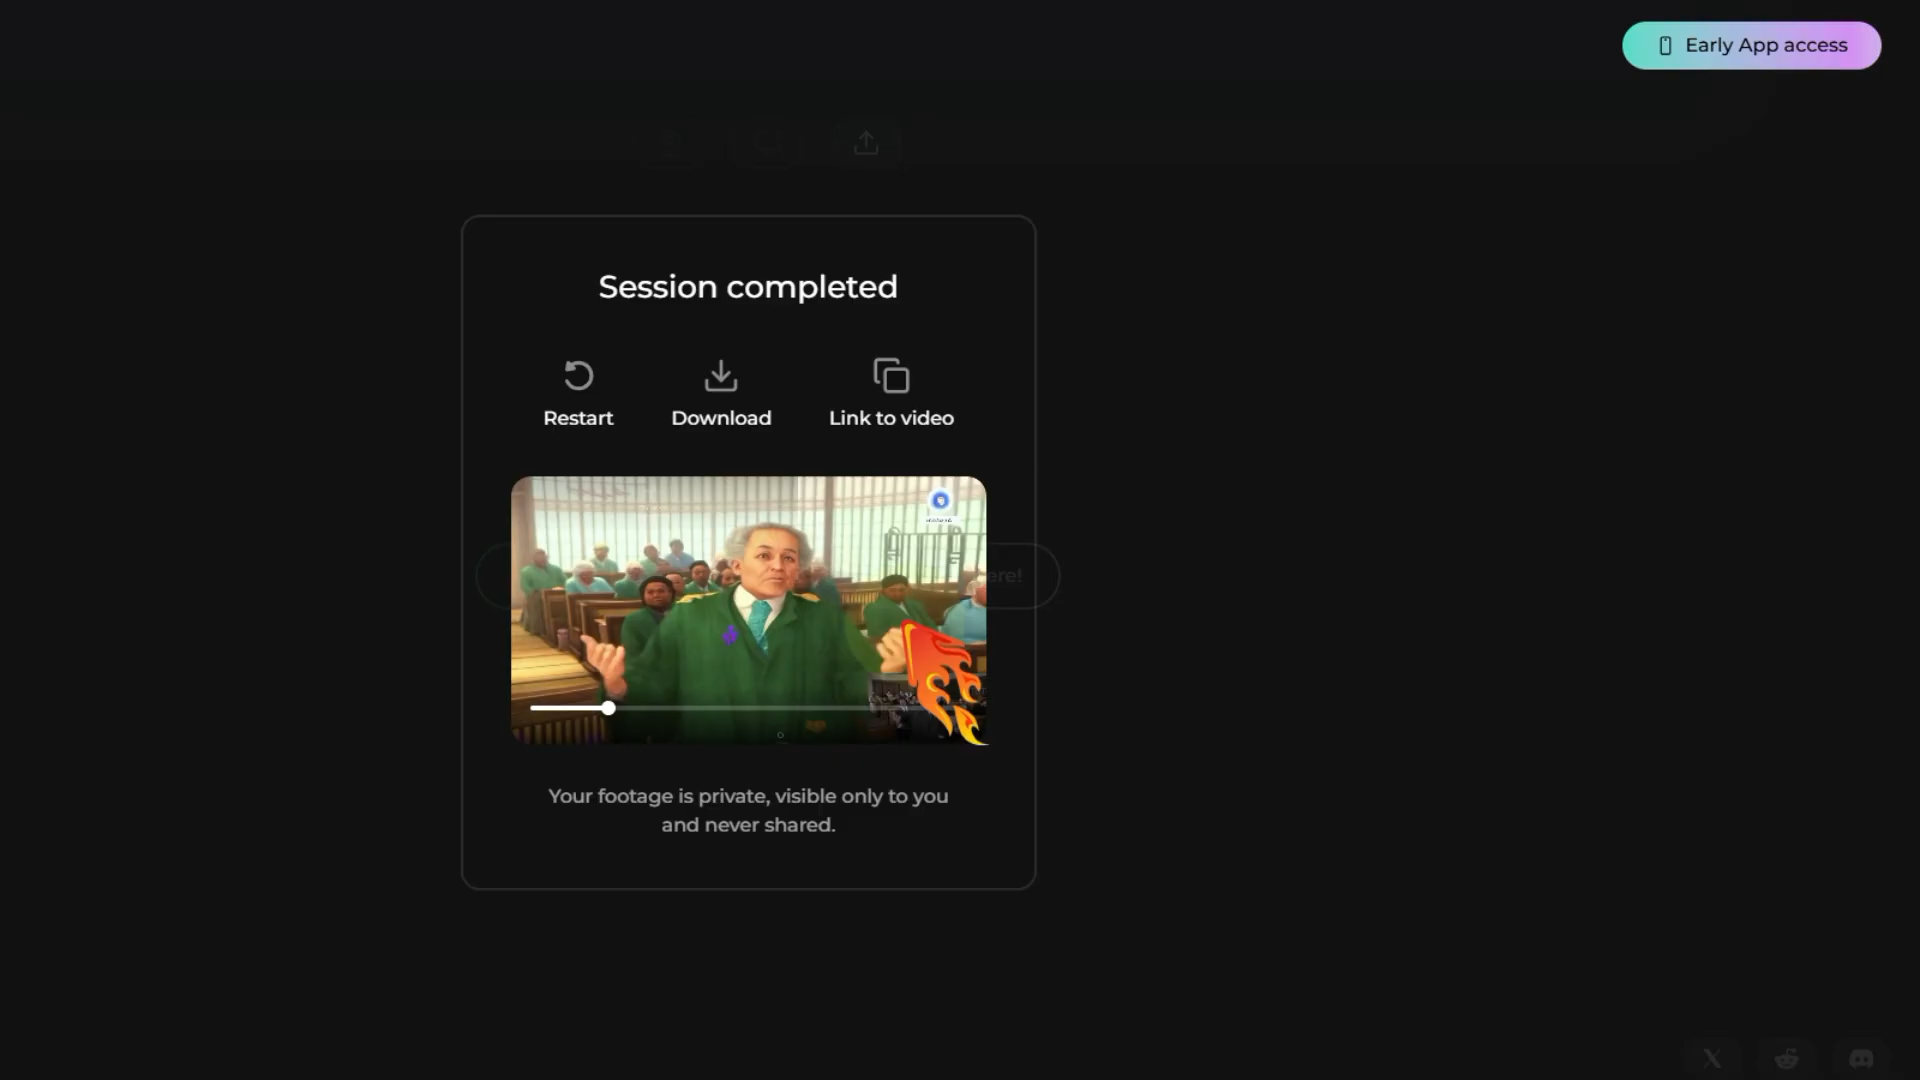 Early App access
Session completed
Restart
Download
Link to video
ere!
Your footage is private, visible only to you
and never shared.